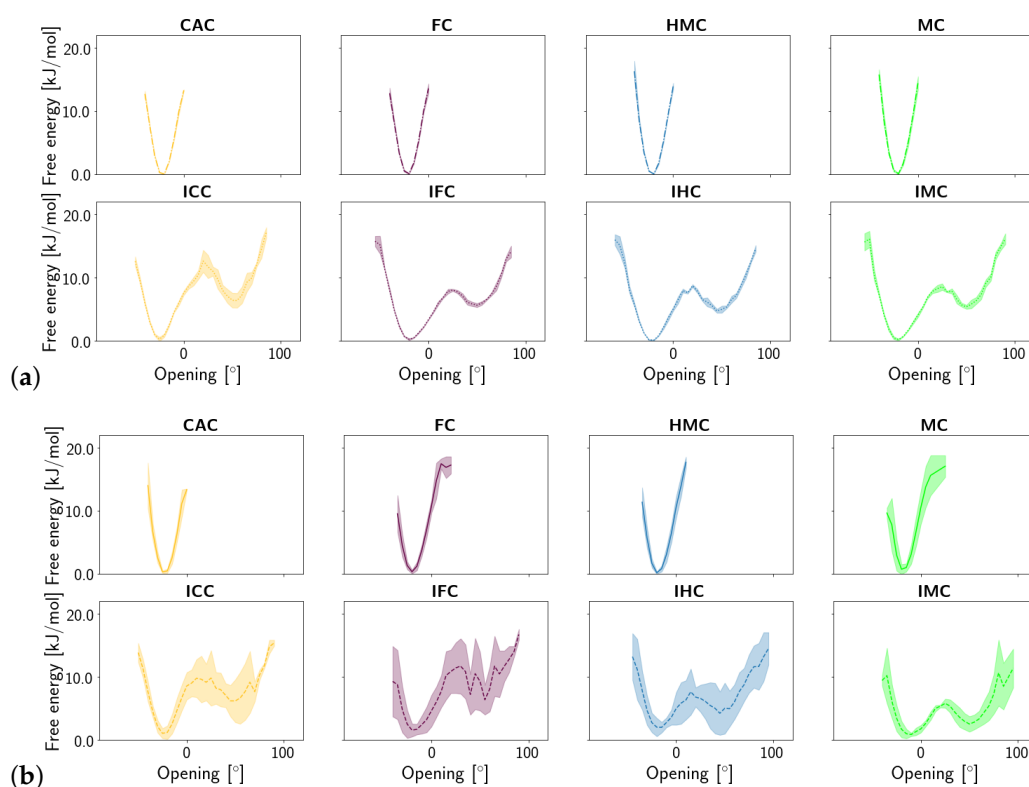 CAC FC HMC MC
Free energy [kJ/mol]
20.0
10.0
0.0
ICC IFC IHC IMC
Free energy [kJ/mol]
20.0
10.0
0.0
0 100 0 100 0 100 0 100
Opening [°] Opening [°] Opening [°] Opening [°]
(a)
CAC FC HMC MC
Free energy [kJ/mol]
20.0
10.0
0.0
ICC IFC IHC IMC
Free energy [kJ/mol]
20.0
10.0
0.0
0 100 0 100 0 100 0 100
Opening [°] Opening [°] Opening [°] Opening [°]
(b)